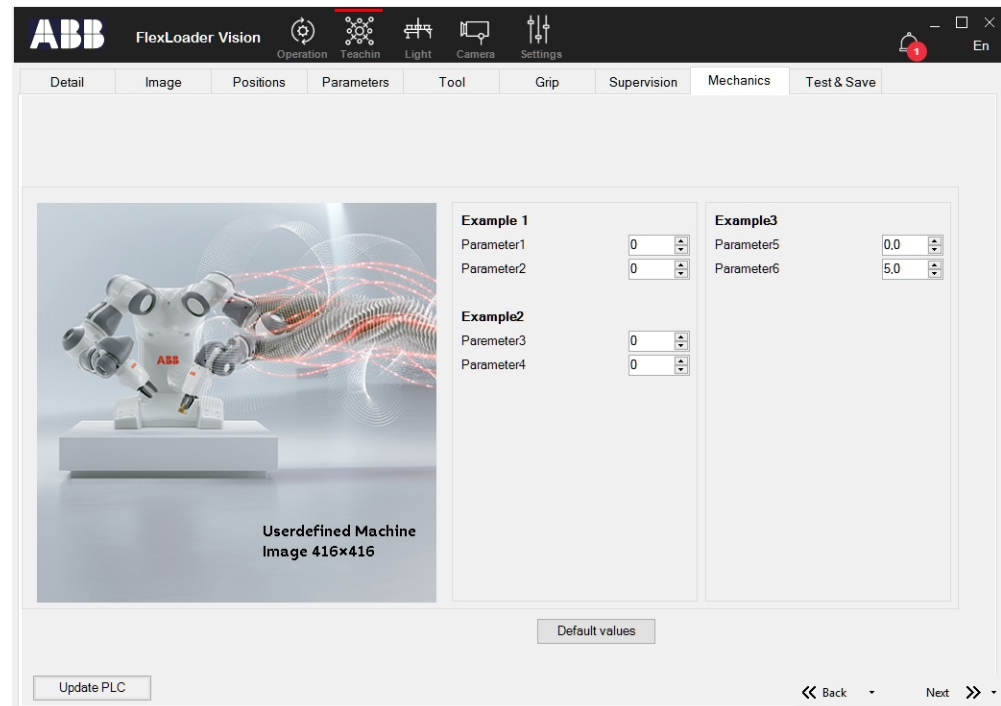 ABB FlexLoader Vision Operation Teachin Light Camera Settings 1 En
Detail Image Positions Parameters Tool Grip Supervision Mechanics Test & Save
Example 1 Example3
Parameter1 0 Parameter5 0,0
Parameter2 0 Parameter6 5,0
Example2
Paremeter3 0
Parameter4 0
ABB
Userdefined Machine
Image 416×416
Default values
Update PLC Back Next